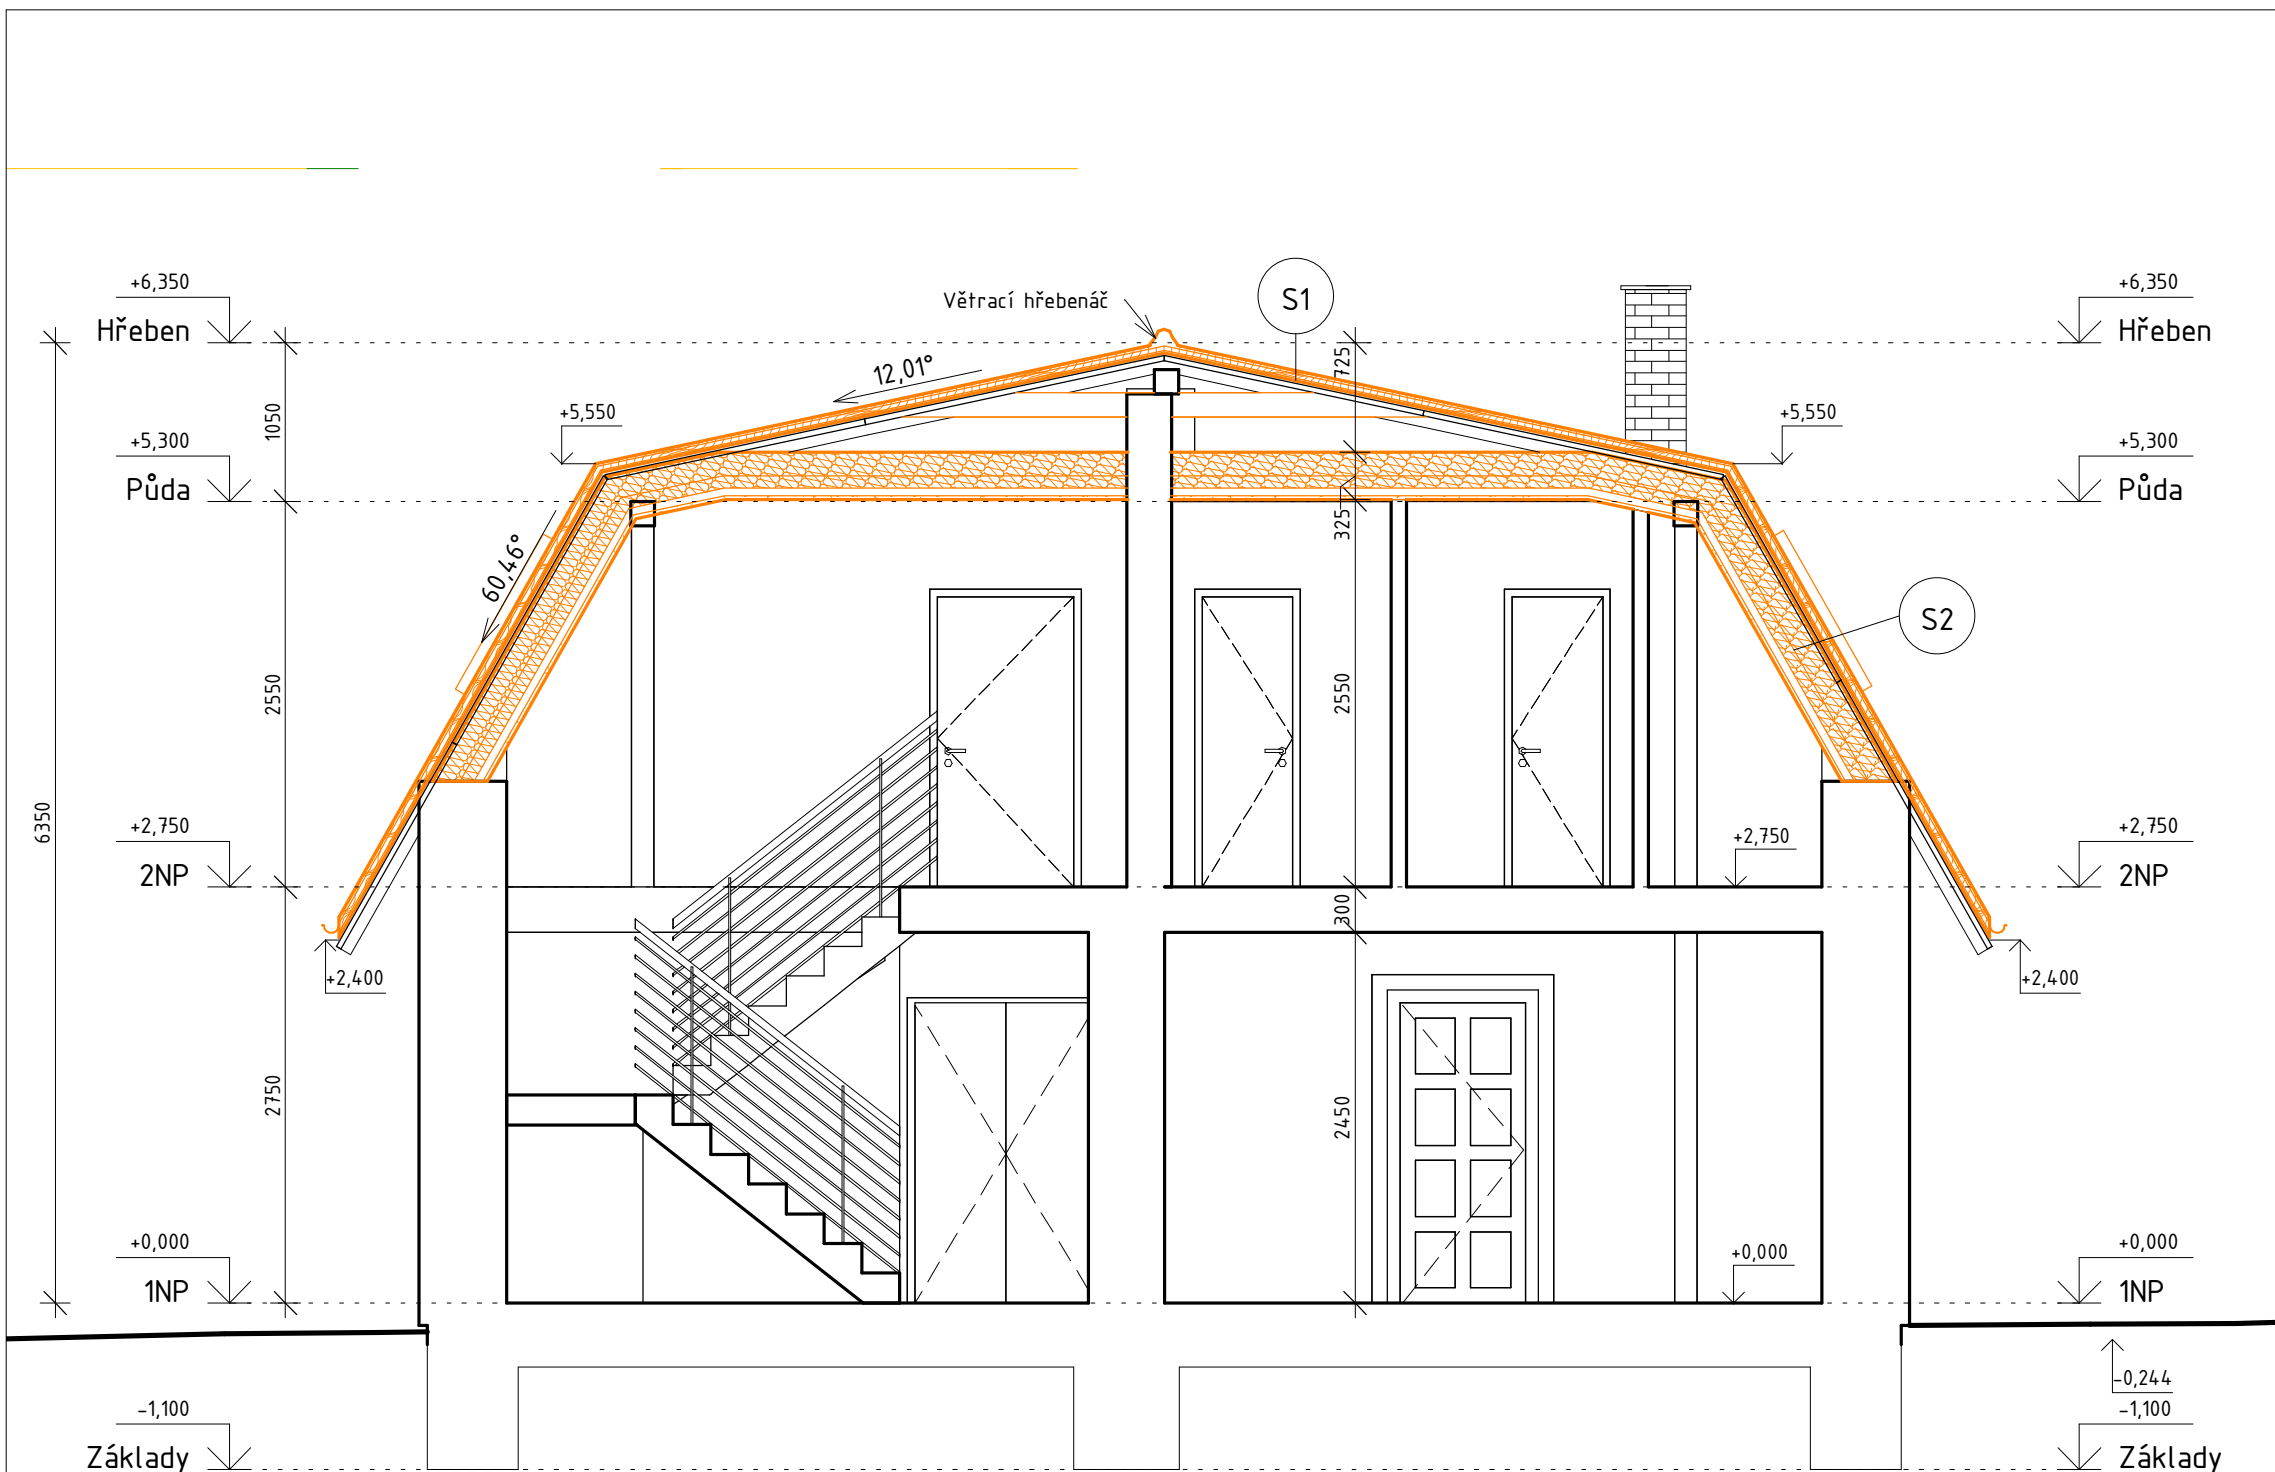 +6,350
Hřeben
Větrací hřebenáč
S1
+6,350
Hřeben
725
12,01°
1050
+5,550
+5,550
+5,300
Půda
+5,300
Půda
325
60,46°
S2
2550
2550
6350
+2,750
2NP
+2,750
+2,750
2NP
300
+2,400
+2,400
2750
2450
+0,000
1NP
+0,000
+0,000
1NP
-0,244
-1,100
Základy
-1,100
Základy